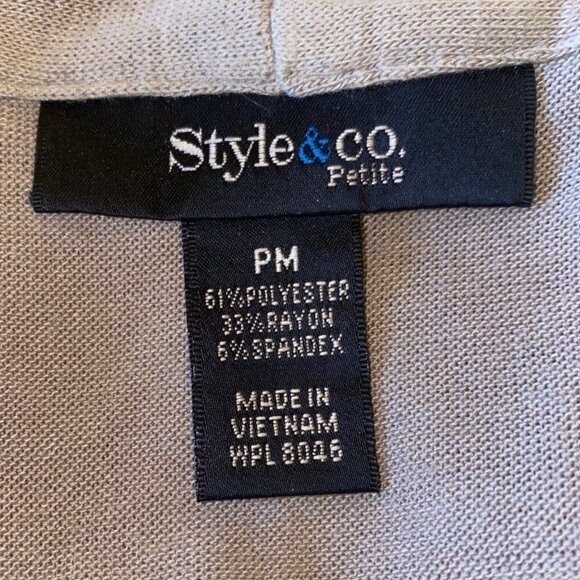 Style&co.
Petite
PM
61% POLYESTER
33% RAYON
6% SPANDEX
MADE IN
VIETNAM
WPL 8046